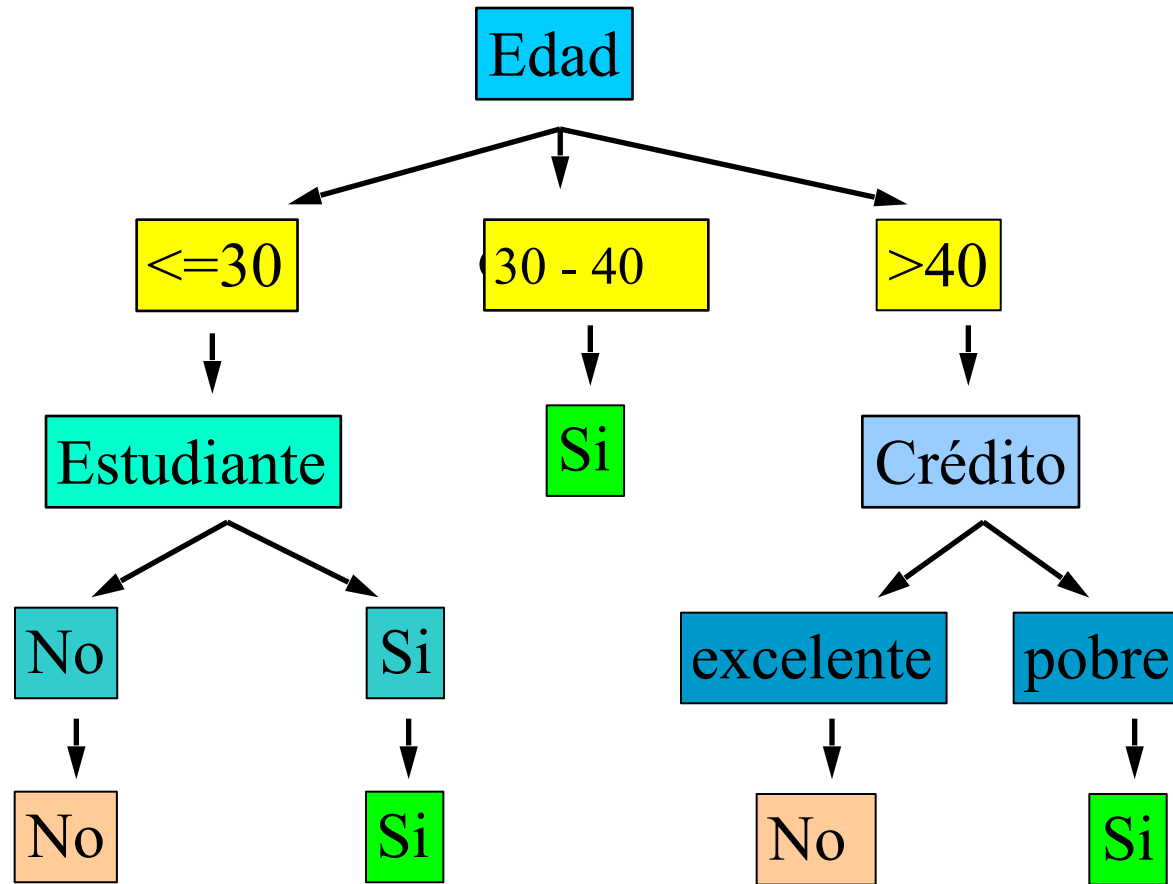 Edad
<=30
30 - 40
>40
Estudiante
Si
Crédito
No
Si
excelente
pobre
No
Si
No
Si